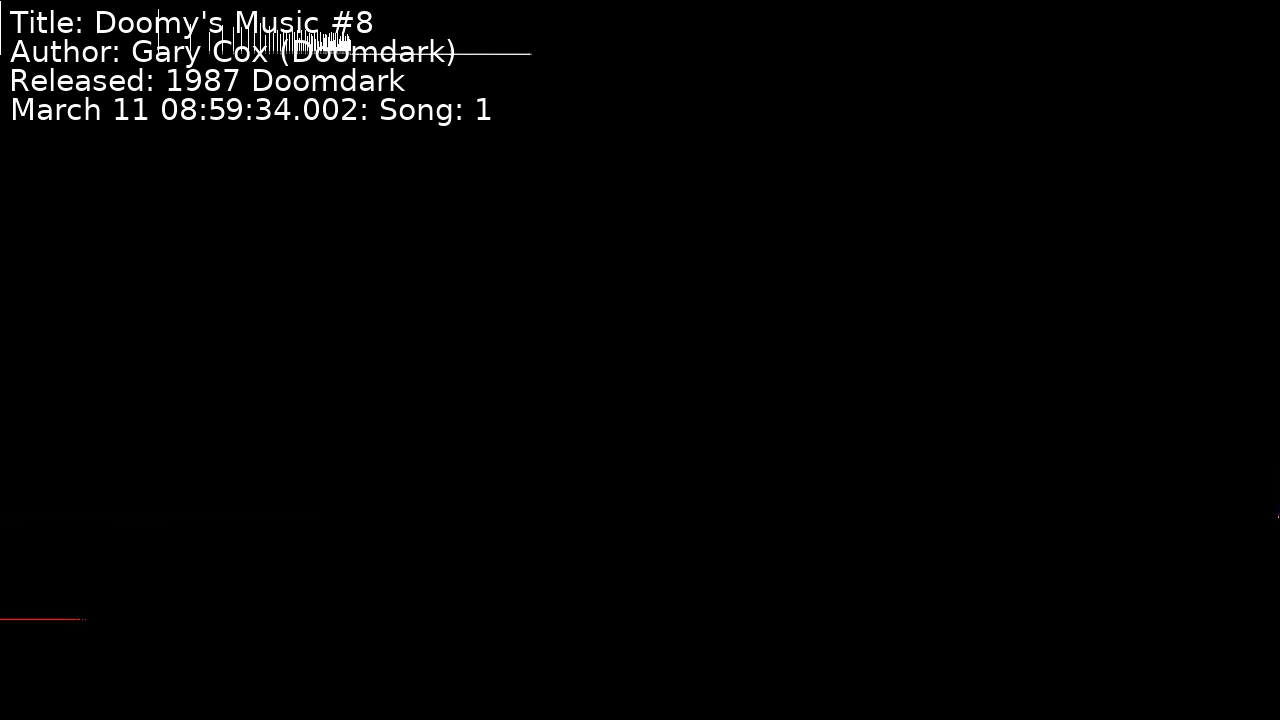 Title: Doomy's Music #8
Author: Gary Cox (Doomdark)
Released: 1987 Doomdark
March 11 08:59:34.002: Song: 1